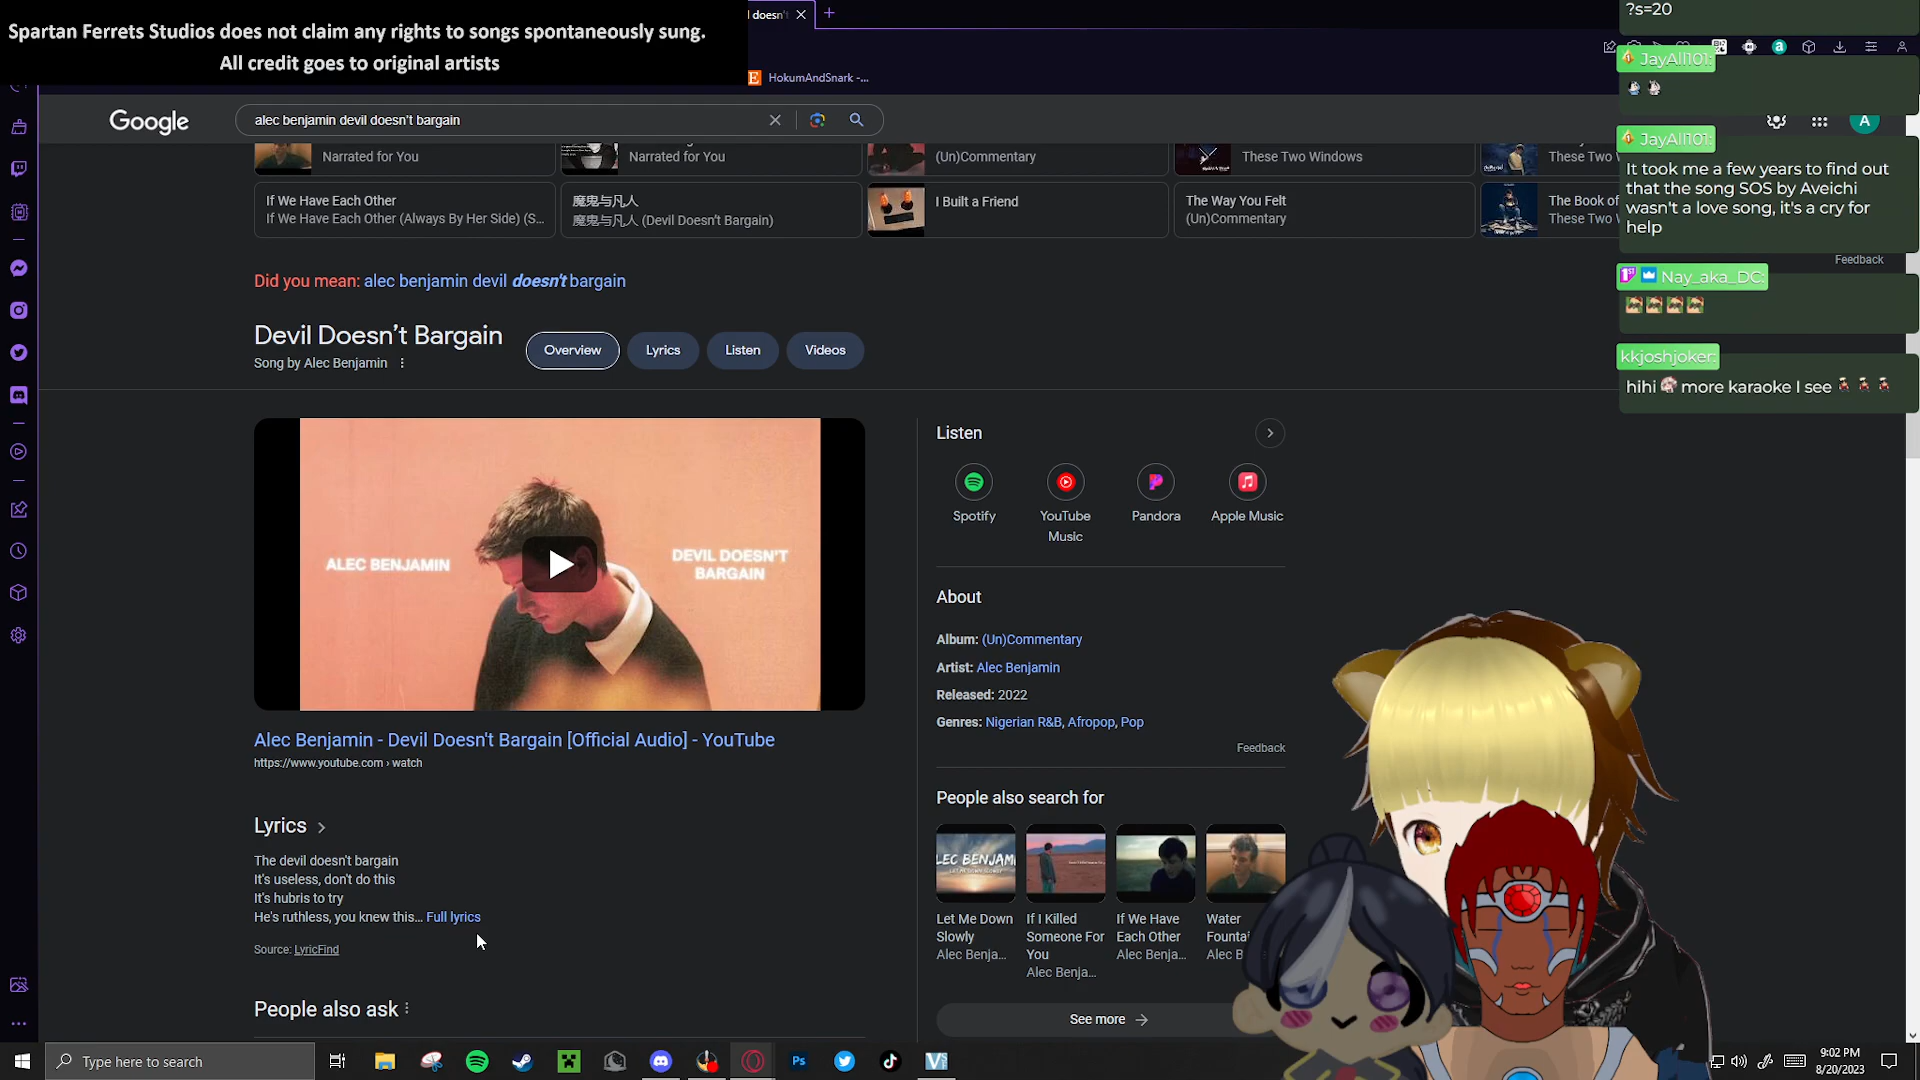 Spartan Ferrets Studios does not claim any rights to songs spontaneously sung.
All credit goes to original artists
doesn't
HokumAndSnark -...
Google
alec benjamin devil doesn't bargain
A
Narrated for You
Narrated for You
(Un)Commentary
These Two Windows
These Two
If We Have Each Other
If We Have Each Other (Always By Her Side) (S...
魔鬼与凡人
魔鬼与凡人 (Devil Doesn't Bargain)
I Built a Friend
The Way You Felt
(Un)Commentary
The Book of
These Two
Feedback
Did you mean: alec benjamin devil doesn't bargain
Devil Doesn't Bargain
Song by Alec Benjamin
Overview
Lyrics
Listen
Videos
ALEC BENJAMIN
DEVIL DOESN'T
BARGAIN
Alec Benjamin - Devil Doesn't Bargain [Official Audio] - YouTube
https://www.youtube.com › watch
Lyrics
The devil doesn't bargain
It's useless, don't do this
It's hubris to try
He's ruthless, you knew this... Full lyrics
Source: LyricFind
People also ask
Listen
Spotify
YouTube
Music
Pandora
Apple Music
About
Album: (Un)Commentary
Artist: Alec Benjamin
Released: 2022
Genres: Nigerian R&B, Afropop, Pop
Feedback
People also search for
Let Me Down
Slowly
Alec Benja...
If I Killed
Someone For
You
Alec Benja...
If We Have
Each Other
Alec Benja...
Water
Alec
See more
?s=20
JayAll101:
JayAll101:
It took me a few years to find out
that the song SOS by Aveichi
wasn't a love song, it's a cry for
help
Nay_aka_DC:
kkjoshjoker:
hihi more karaoke I see
Type here to search
Ps
9:02 PM
8/20/2023